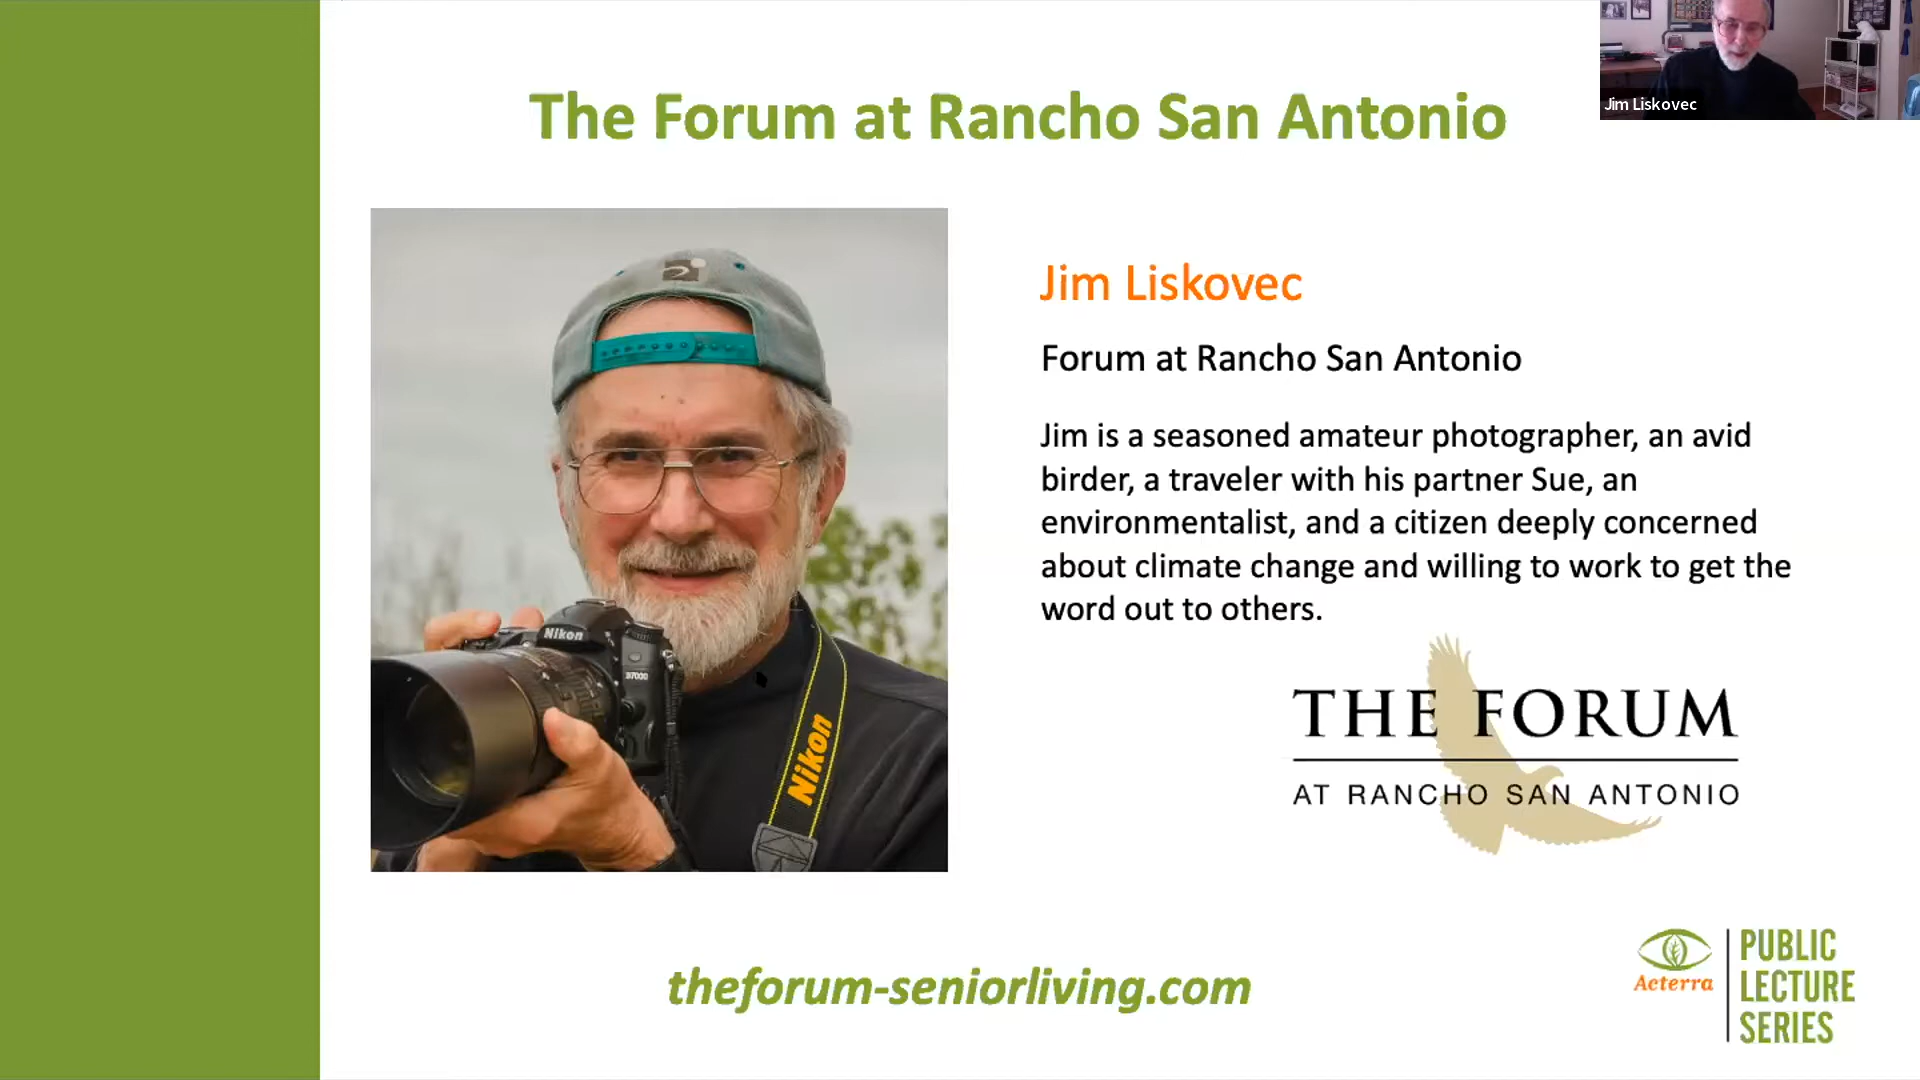 The Forum at Rancho San Antonio
Jim Liskovec
Jim Liskovec
Forum at Rancho San Antonio
Jim is a seasoned amateur photographer, an avid
birder, a traveler with his partner Sue, an
environmentalist, and a citizen deeply concerned
about climate change and willing to work to get the
word out to others.
Nikon
D7000
Nikon
THE FORUM
AT RANCHO SAN ANTONIO
theforum-seniorliving.com
Acterra
PUBLIC
LECTURE
SERIES